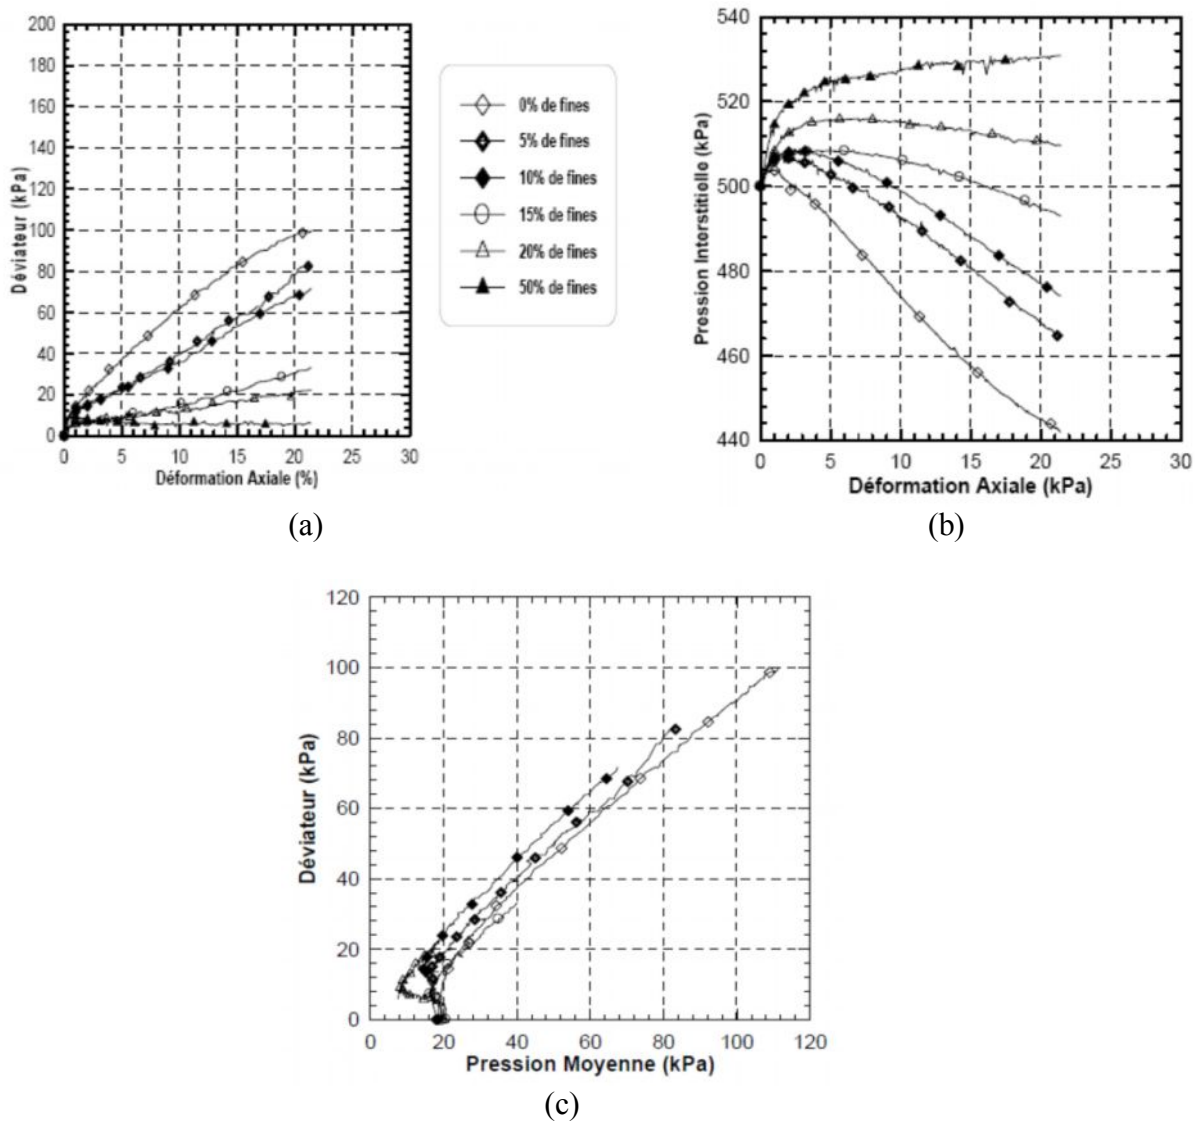 200
180
160
140
120
100
80
60
40
20
0
Déviateur (kPa)
0 5 10 15 20 25 30
Déformation Axiale (%)
(a)
0% de fines
5% de fines
10% de fines
15% de fines
20% de fines
50% de fines
540
520
500
480
460
440
Pression Interstitielle (kPa)
0 5 10 15 20 25 30
Déformation Axiale (kPa)
(b)
120
100
80
60
40
20
0
Déviateur (kPa)
0 20 40 60 80 100 120
Pression Moyenne (kPa)
(c)